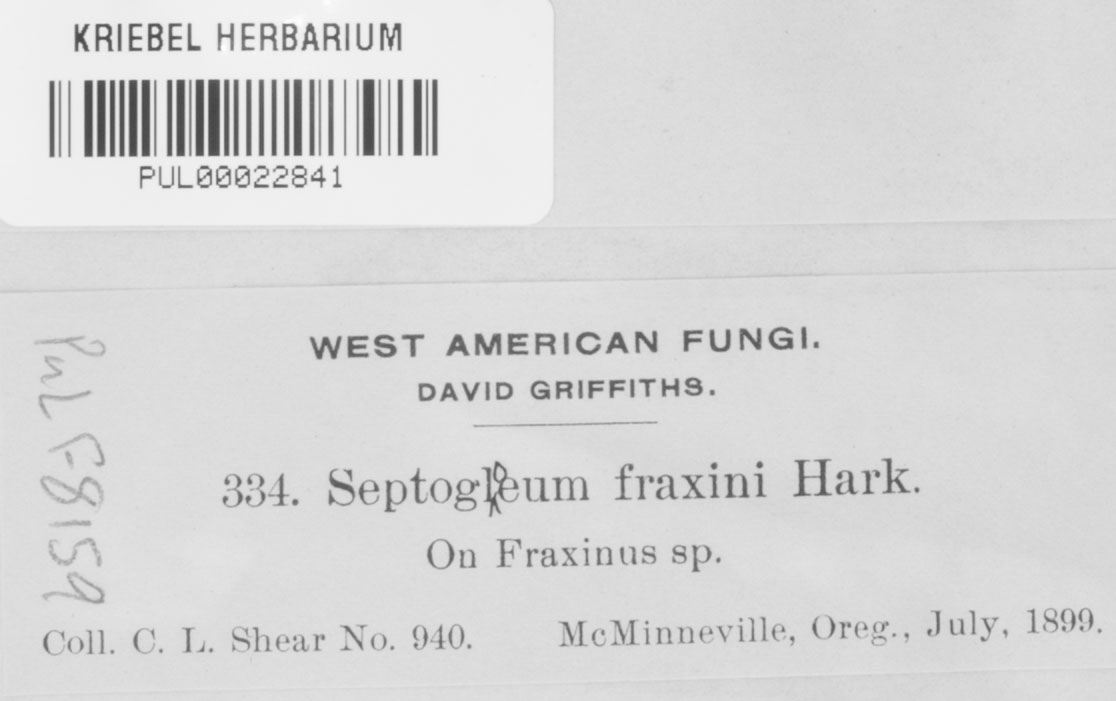 KRIEBEL HERBARIUM
PUL00022841
WEST AMERICAN FUNGI.
DAVID GRIFFITHS.
334. Septogloeum fraxini Hark.
On Fraxinus sp.
Coll. C. L. Shear No. 940. McMinneville, Oreg., July, 1899.
PUL F8159